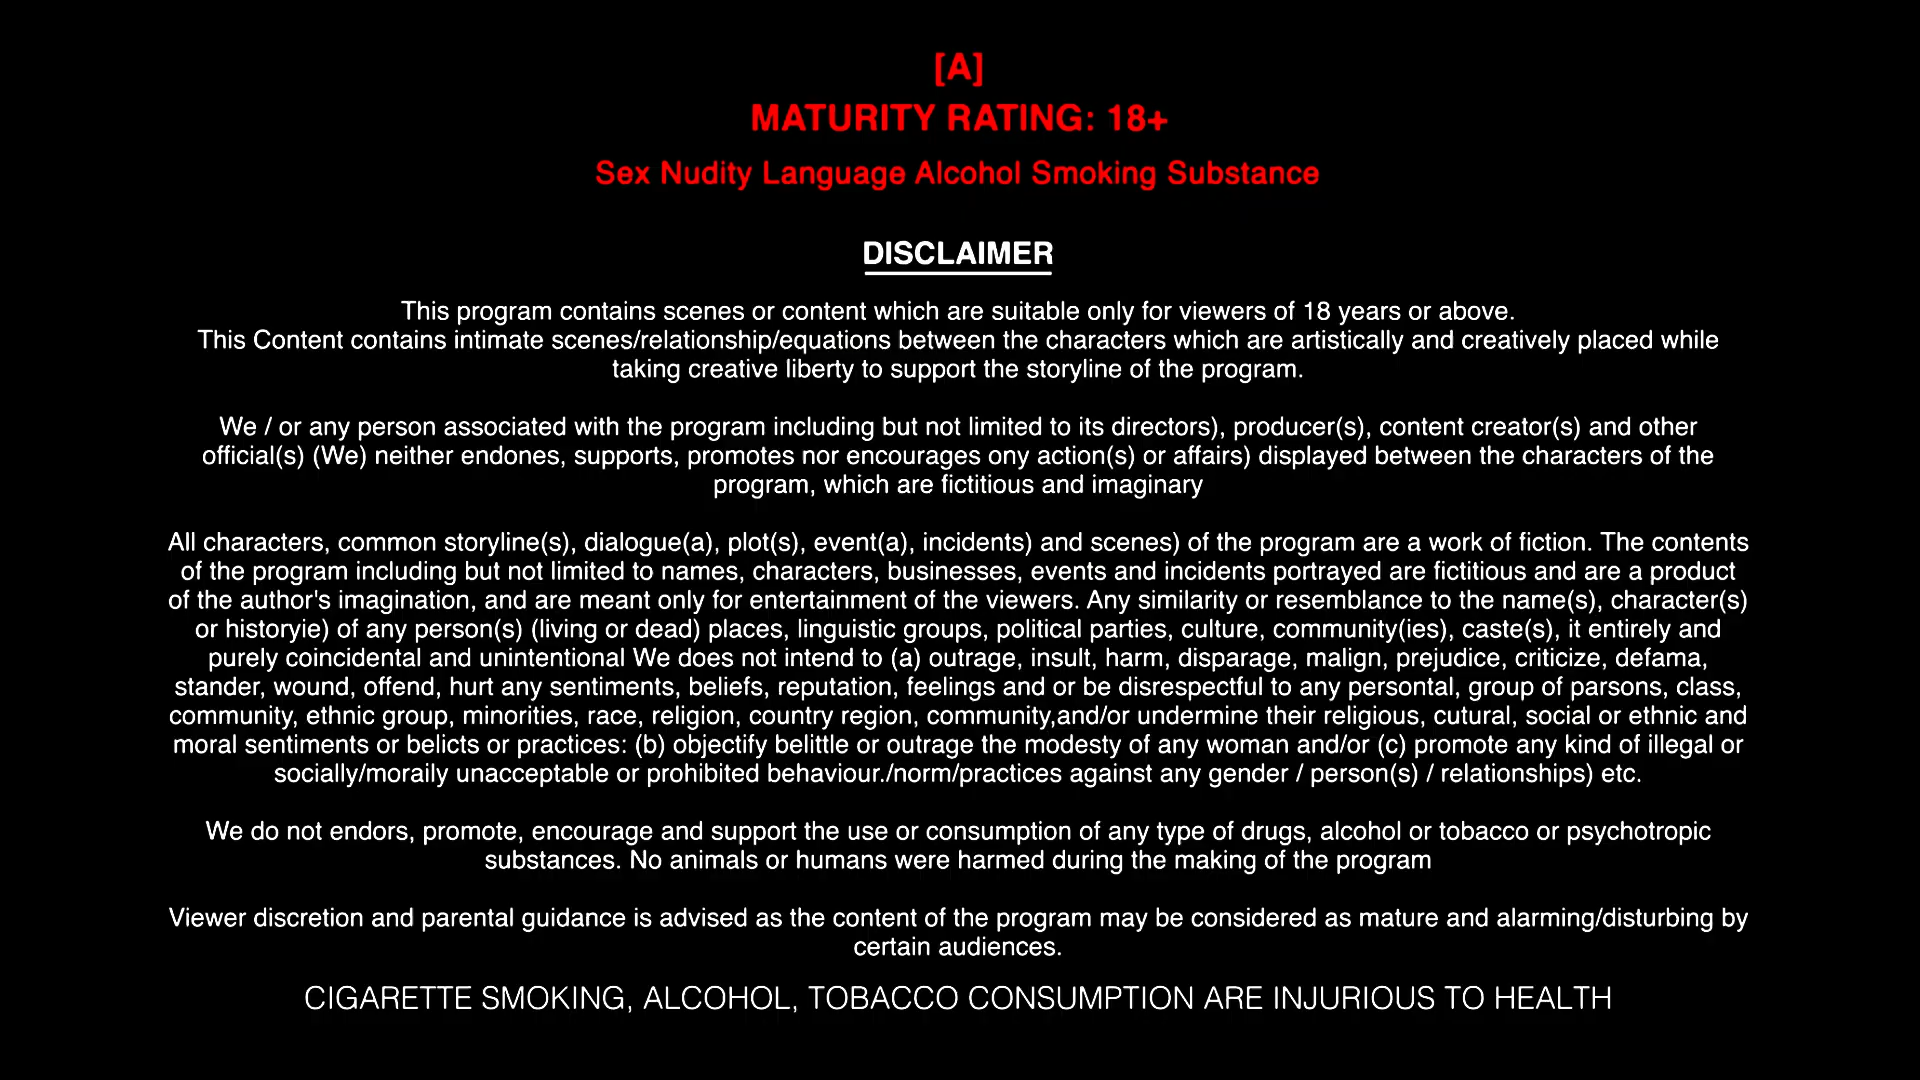 [A]
MATURITY RATING: 18+
Sex Nudity Language Alcohol Smoking Substance
DISCLAIMER
This program contains scenes or content which are suitable only for viewers of 18 years or above.
This Content contains intimate scenes/relationship/equations between the characters which are artistically and creatively placed while
taking creative liberty to support the storyline of the program.
We / or any person associated with the program including but not limited to its directors), producer(s), content creator(s) and other
official(s) (We) neither endones, supports, promotes nor encourages ony action(s) or affairs) displayed between the characters of the
program, which are fictitious and imaginary
All characters, common storyline(s), dialogue(a), plot(s), event(a), incidents) and scenes) of the program are a work of fiction. The contents
of the program including but not limited to names, characters, businesses, events and incidents portrayed are fictitious and are a product
of the author's imagination, and are meant only for entertainment of the viewers. Any similarity or resemblance to the name(s), character(s)
or historyie) of any person(s) (living or dead) places, linguistic groups, political parties, culture, community(ies), caste(s), it entirely and
purely coincidental and unintentional We does not intend to (a) outrage, insult, harm, disparage, malign, prejudice, criticize, defama,
stander, wound, offend, hurt any sentiments, beliefs, reputation, feelings and or be disrespectful to any personal, group of parsons, class,
community, ethnic group, minorities, race, religion, country region, community,and/or undermine their religious, cutural, social or ethnic and
moral sentiments or belicts or practices: (b) objectify belittle or outrage the modesty of any woman and/or (c) promote any kind of illegal or
socially/moraily unacceptable or prohibited behaviour./norm/practices against any gender / person(s) / relationships) etc.
We do not endors, promote, encourage and support the use or consumption of any type of drugs, alcohol or tobacco or psychotropic
substances. No animals or humans were harmed during the making of the program
Viewer discretion and parental guidance is advised as the content of the program may be considered as mature and alarming/disturbing by
certain audiences.
CIGARETTE SMOKING, ALCOHOL, TOBACCO CONSUMPTION ARE INJURIOUS TO HEALTH